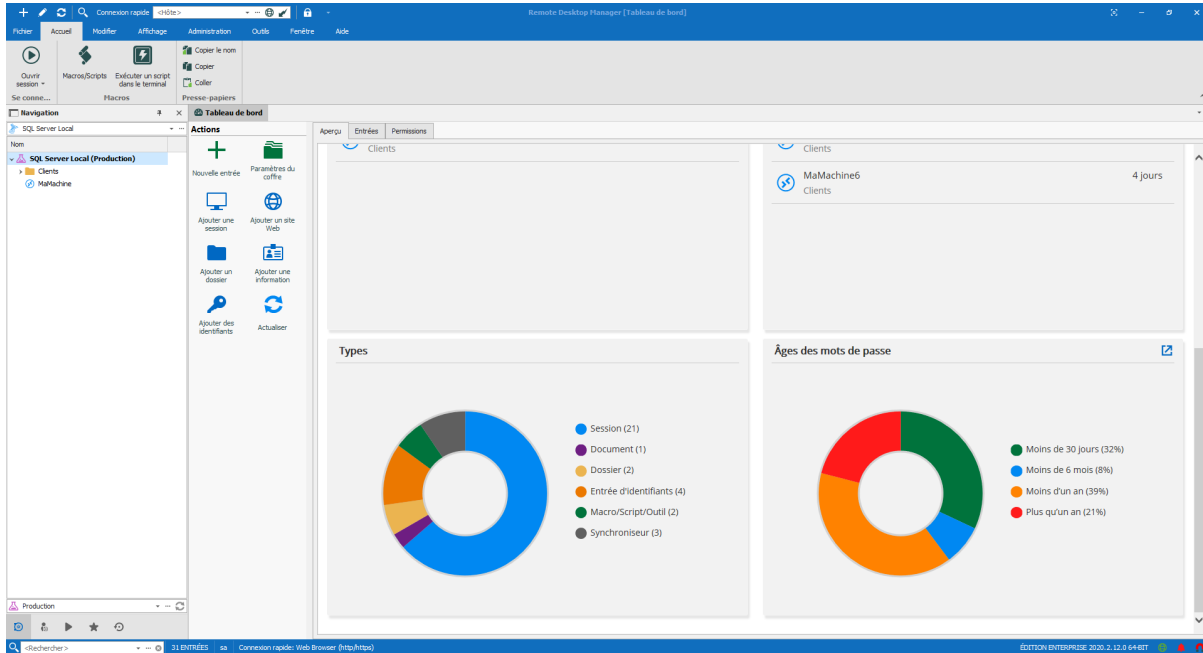 Connexion rapide <Hôte>
Remote Desktop Manager [Tableau de bord]
Fichier Accueil Modifier Affichage Administration Outils Fenêtre Aide
Ouvrir session
Macros/Scripts
Exécuter un script dans le terminal
Copier le nom
Copier
Coller
Se conne... Macros Presse-papiers
Navigation
SQL Server Local
Nom
SQL Server Local (Production)
Clients
MaMachine
Production
Tableau de bord
Actions
Nouvelle entrée
Paramètres du coffre
Ajouter une session
Ajouter un site Web
Ajouter un dossier
Ajouter une information
Ajouter des identifiants
Actualiser
Aperçu Entrées Permissions
Clients
Clients
MaMachine6 4 jours
Clients
Types
Session (21)
Document (1)
Dossier (2)
Entrée d'identifiants (4)
Macro/Script/Outil (2)
Synchroniseur (3)
Âges des mots de passe
Moins de 30 jours (32%)
Moins de 6 mois (8%)
Moins d'un an (39%)
Plus qu'un an (21%)
<Rechercher> 31 ENTRÉES sa Connexion rapide: Web Browser (http/https) ÉDITION ENTERPRISE 2020.2.12.0 64-BIT